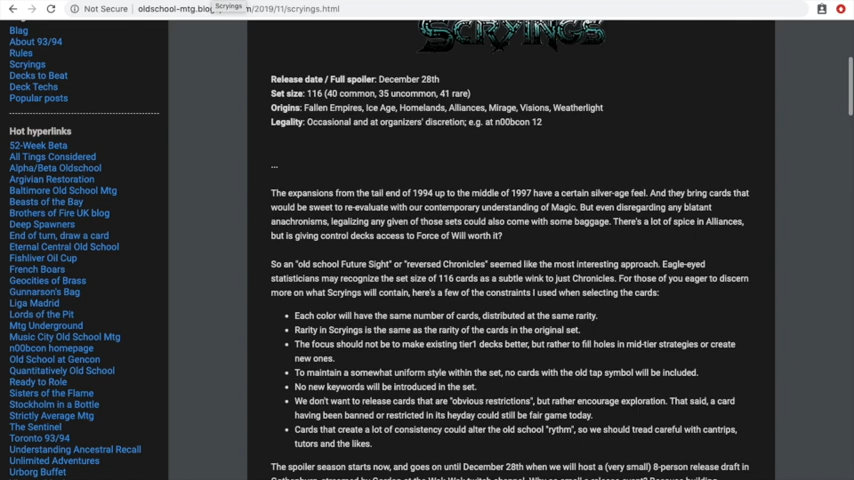 Not Secure
oldschool-mtg.blog
/2019/11/scryings.html
Scryings
Blag
About 93/94
Rules
Scryings
Decks to Beat
Deck Techs
Popular posts
Hot hyperlinks
52-Week Beta
All Tings Considered
Alpha/Beta Oldschool
Argivian Restoration
Baltimore Old School Mtg
Beasts of the Bay
Brothers of Fire UK blog
Deep Spawners
End of turn, draw a card
Eternal Central Old School
Fishliver Oil Cup
French Boars
Geocities of Brass
Gunnarson's Bag
Liga Madrid
Lords of the Pit
Mtg Underground
Music City Old School Mtg
n00bcon homepage
Old School at Gencon
Quantitatively Old School
Ready to Role
Sisters of the Flame
Stockholm in a Bottle
Strictly Average Mtg
The Sentinel
Toronto 93/94
Understanding Ancestral Recall
Unlimited Adventures
Urborg Buffet
SCRYINGS
Release date / Full spoiler: December 28th
Set size: 116 (40 common, 35 uncommon, 41 rare)
Origins: Fallen Empires, Ice Age, Homelands, Alliances, Mirage, Visions, Weatherlight
Legality: Occasional and at organizers' discretion; e.g. at n00bcon 12
...
The expansions from the tail end of 1994 up to the middle of 1997 have a certain silver-age feel. And they bring cards that
would be sweet to re-evaluate with our contemporary understanding of Magic. But even disregarding any blatant
anachronisms, legalizing any given of those sets could also come with some baggage. There's a lot of spice in Alliances,
but is giving control decks access to Force of Will worth it?
So an "old school Future Sight" or "reversed Chronicles" seemed like the most interesting approach. Eagle-eyed
statisticians may recognize the set size of 116 cards as a subtle wink to just Chronicles. For those of you eager to discern
more on what Scryings will contain, here's a few of the constraints I used when selecting the cards:
• Each color will have the same number of cards, distributed at the same rarity.
• Rarity in Scryings is the same as the rarity of the cards in the original set.
• The focus should not be to make existing tier1 decks better, but rather to fill holes in mid-tier strategies or create
new ones.
• To maintain a somewhat uniform style within the set, no cards with the old tap symbol will be included.
• No new keywords will be introduced in the set.
• We don't want to release cards that are "obvious restrictions", but rather encourage exploration. That said, a card
having been banned or restricted in its heyday could still be fair game today.
• Cards that create a lot of consistency could alter the old school "rythm", so we should tread careful with cantrips,
tutors and the likes.
The spoiler season starts now, and goes on until December 28th when we will host a (very small) 8-person release draft in